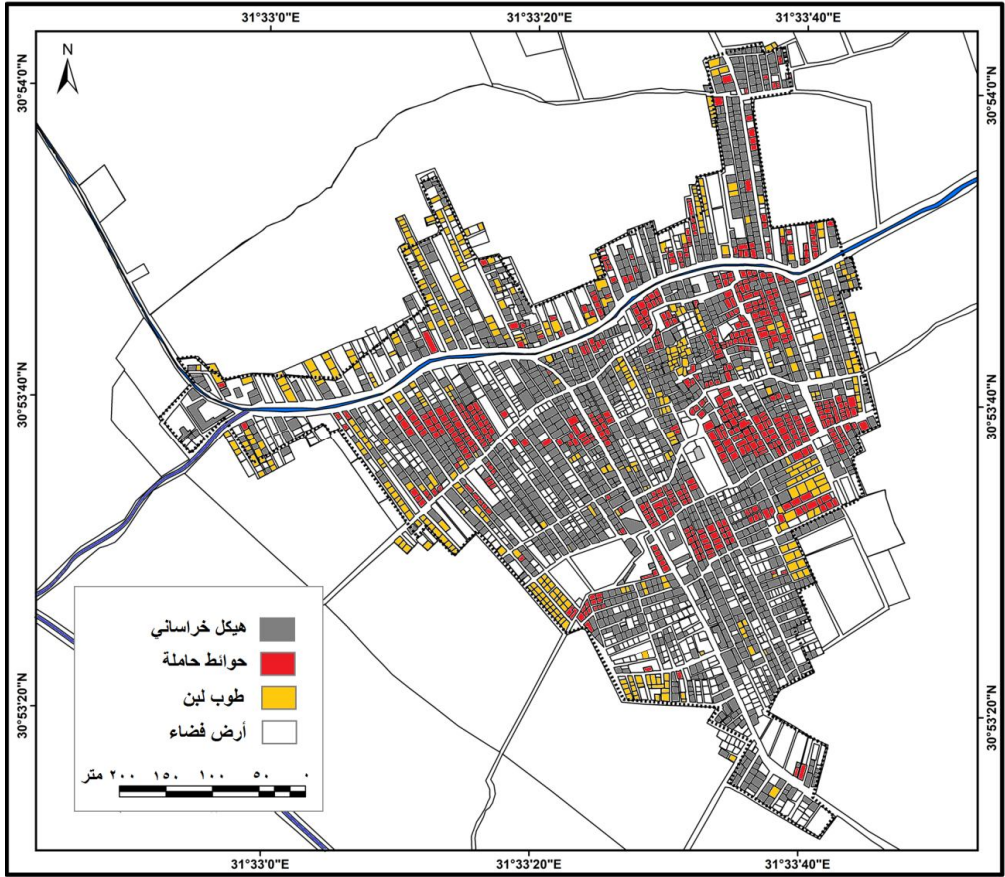 31°33'0"E 31°33'20"E 31°33'40"E
N
30°54'0"N 30°54'0"N
30°53'40"N 30°53'40"N
30°53'20"N 30°53'20"N
هيكل خراساني
حوائط حاملة
طوب لبن
أرض فضاء
متر ٢٠٠ ١٥٠ ١٠٠ ٥٠ ٠
31°33'0"E 31°33'20"E 31°33'40"E